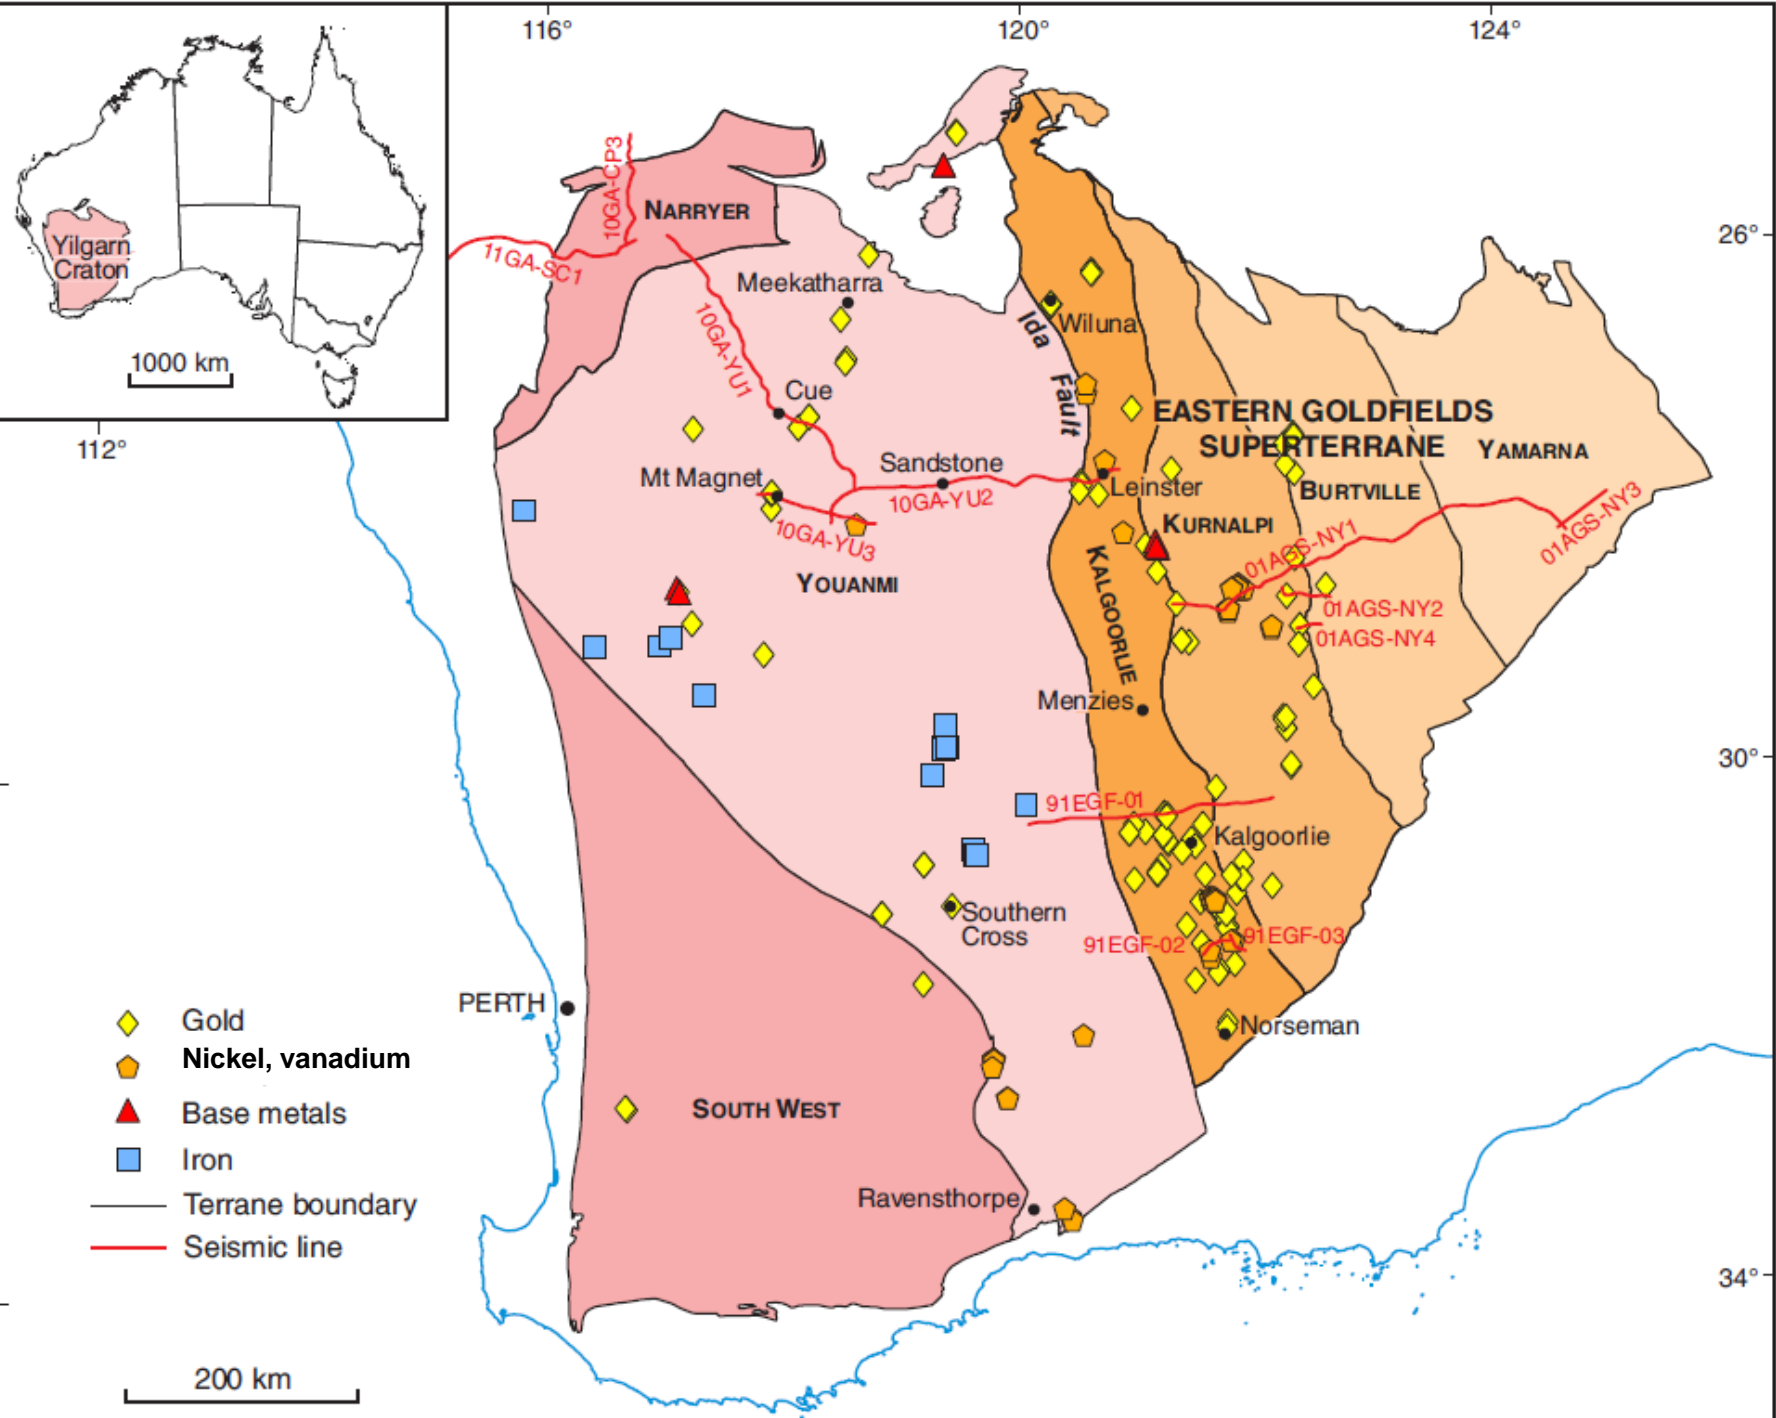 116°
120°
124°
Yilgarn
Craton
1000 km
112°
26°
30°
34°
NARRYER
10GA-CP3
11GA-SC1
Meekatharra
10GA-YU1
Cue
Mt Magnet
Sandstone
10GA-YU2
10GA-YU3
YOUANMI
Ida
Fault
Wiluna
EASTERN GOLDFIELDS
SUPERTERRANE
YAMARNA
Leinster
BURTVILLE
KURNALPI
KALGOORLIE
01AGS-NY1
01AGS-NY3
01AGS-NY2
01AGS-NY4
Menzies
91EGF-01
Kalgoorlie
Southern
Cross
91EGF-02
91EGF-03
PERTH
Norseman
SOUTH WEST
Ravensthorpe
Gold
Nickel, vanadium
Base metals
Iron
Terrane boundary
Seismic line
200 km